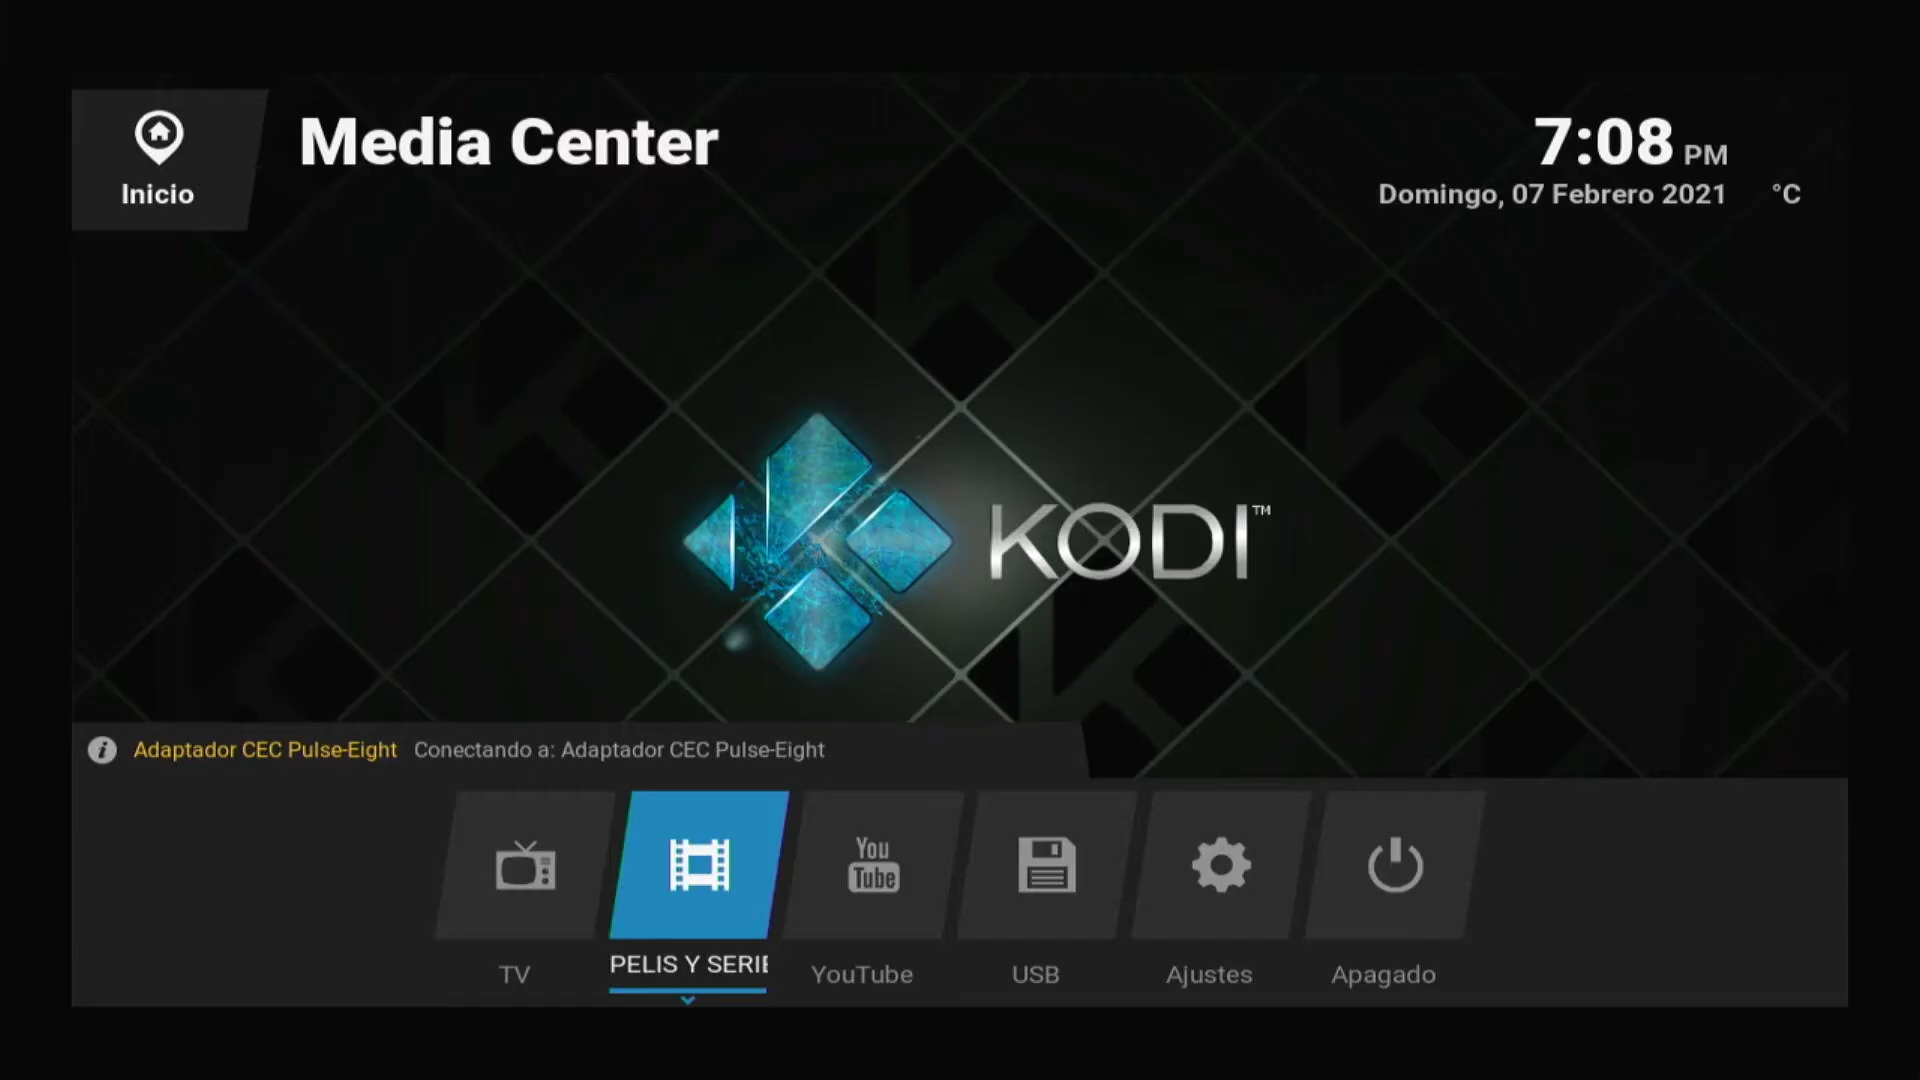 Inicio
Media Center
7:08 PM
Domingo, 07 Febrero 2021 °C
KODI™
Adaptador CEC Pulse-Eight Conectando a: Adaptador CEC Pulse-Eight
You
Tube
TV
PELIS Y SERIE
YouTube
USB
Ajustes
Apagado